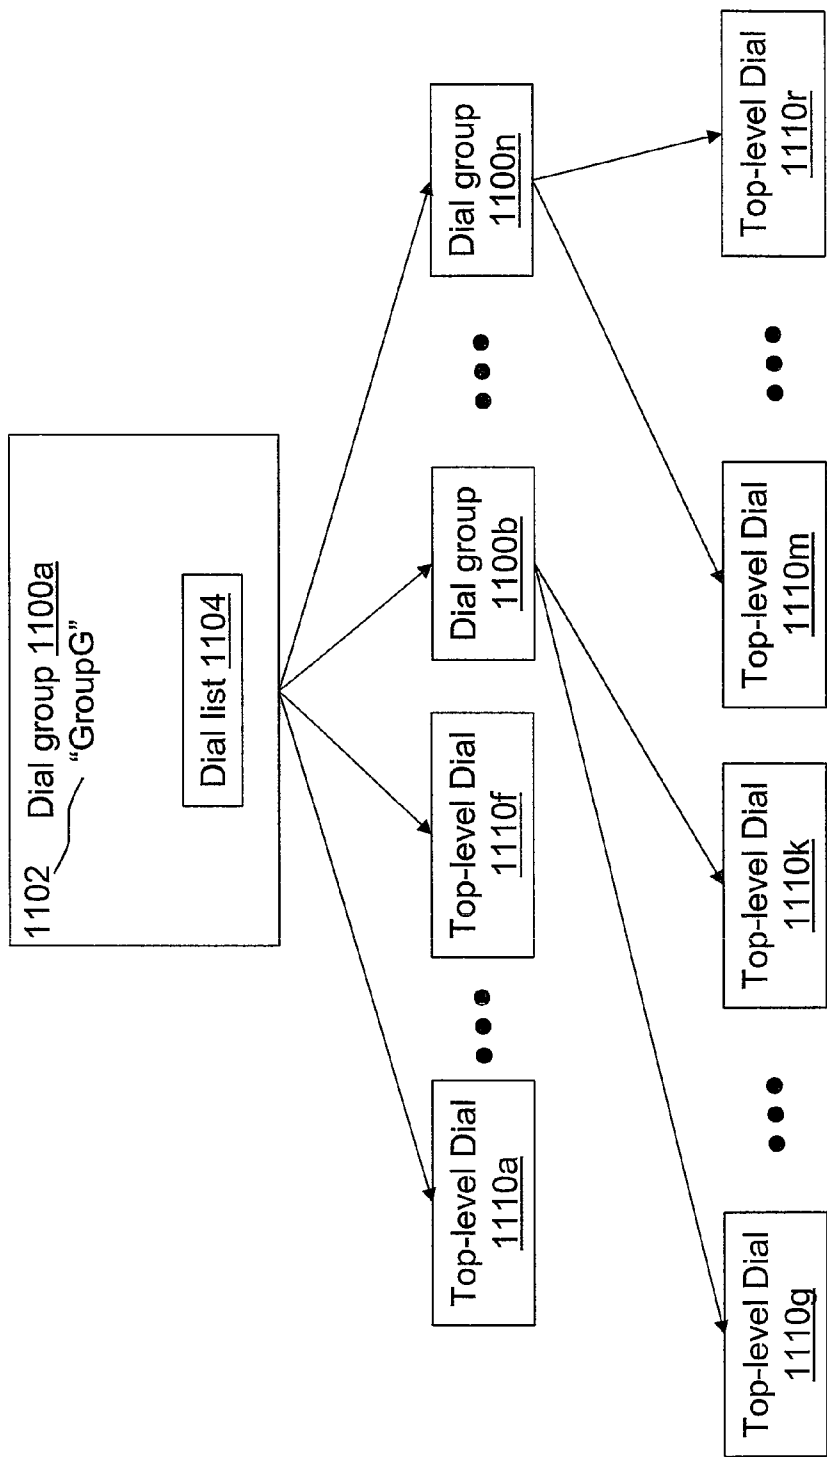 1102
Dial group 1100a
“GroupG”
Dial list 1104
Top-level Dial
1110a
Top-level Dial
1110f
Dial group
1100b
Dial group
1100n
Top-level Dial
1110g
Top-level Dial
1110k
Top-level Dial
1110m
Top-level Dial
1110r